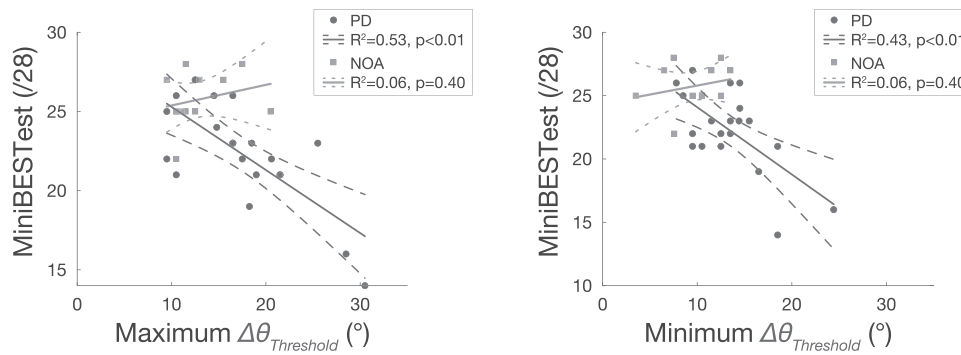 PD
R²=0.53, p<0.01
NOA
R²=0.06, p=0.40
30
25
20
15
MiniBESTest (/28)
0
10
20
30
Maximum Δθ_Threshold (°)
PD
R²=0.43, p<0.01
NOA
R²=0.06, p=0.40
30
25
20
15
10
MiniBESTest (/28)
0
10
20
30
Minimum Δθ_Threshold (°)